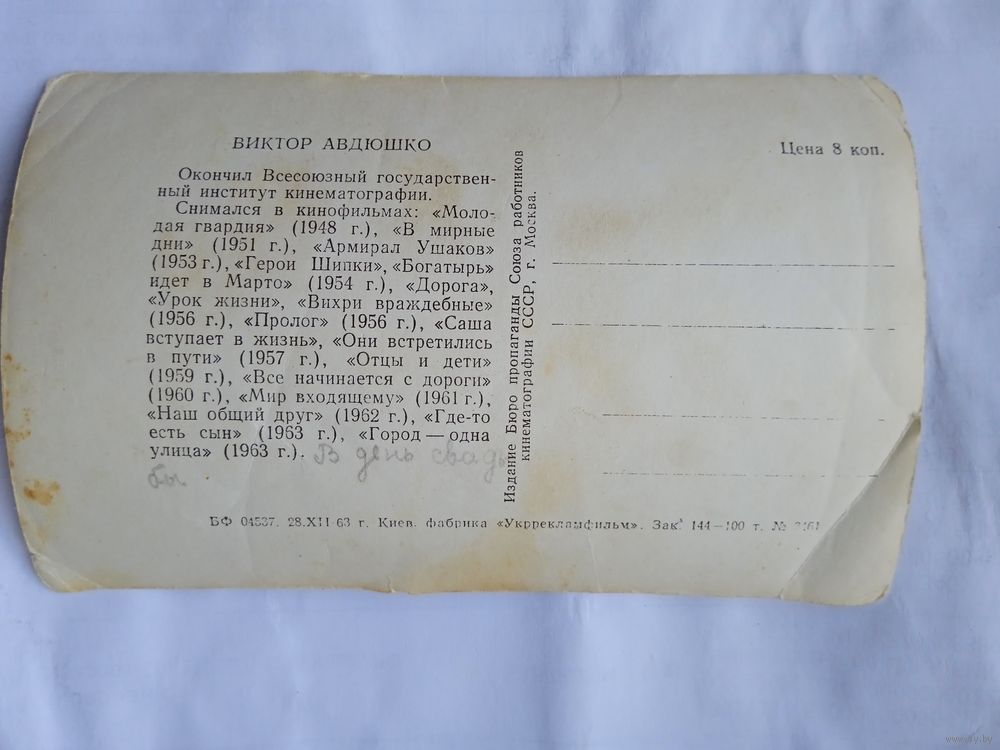 ВИКТОР АВДЮШКО
Окончил Всесоюзный государствен-
ный институт кинематографии.
Снимался в кинофильмах: «Моло-
дая гвардия» (1948 г.), «В мирные
дни» (1951 г.), «Армирал Ушаков»
(1953 г.), «Герои Шипки», «Богатырь»
идет в Марто» (1954 г.), «Дорога»,
«Урок жизни», «Вихри враждебные»
(1956 г.), «Пролог» (1956 г.), «Саша
вступает в жизнь», «Они встретились
в пути» (1957 г.), «Отцы и дети»
(1959 г.), «Все начинается с дороги»
(1960 г.), «Мир входящему» (1961 г.),
«Наш общий друг» (1962 г.), «Где-то
есть сын» (1963 г.), «Город — одна
улица» (1963 г.). В день свадь
бы
Издание Бюро пропаганды Союза работников
кинематографии СССР, г. Москва.
Цена 8 коп.
БФ 04537. 28.XII-63 г. Киев. фабрика «Укррекламфильм». Зак. 144—100 т. №
www.ay.by